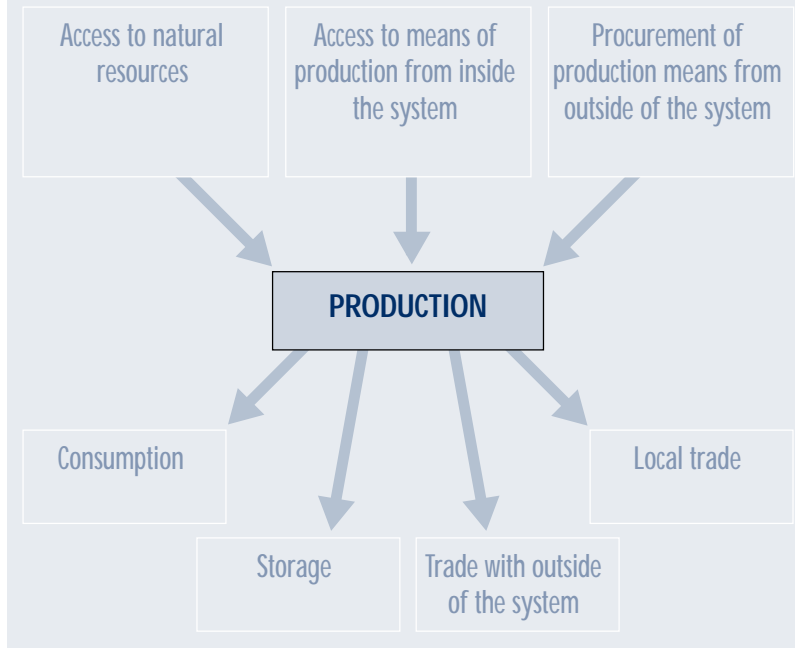 Access to natural
resources
Access to means of
production from inside
the system
Procurement of
production means from
outside of the system
PRODUCTION
Consumption
Local trade
Storage
Trade with outside
of the system